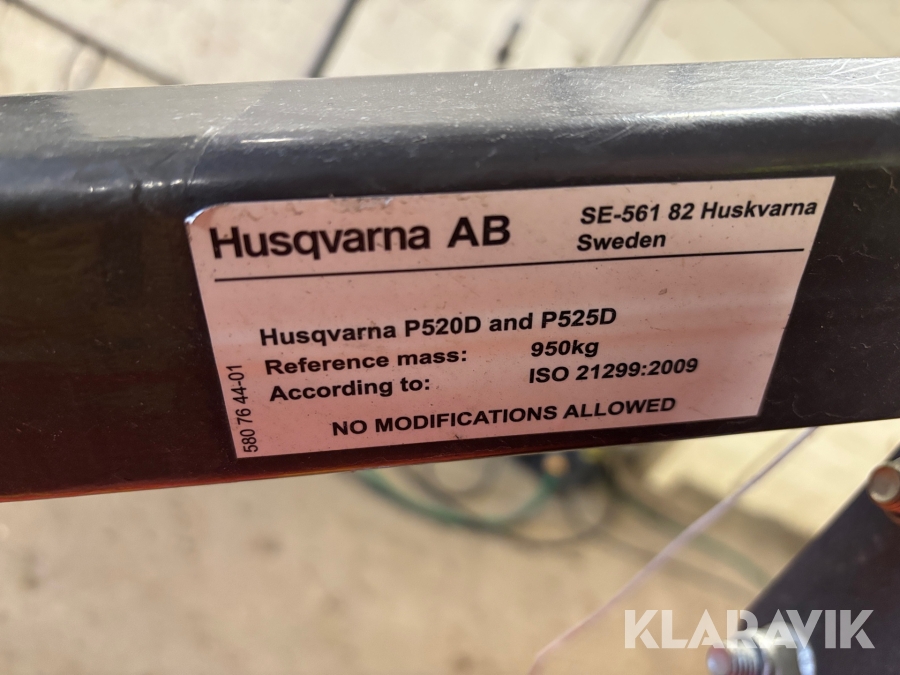 Husqvarna AB
SE-561 82 Huskvarna
Sweden
Husqvarna P520D and P525D
Reference mass: 950kg
According to: ISO 21299:2009
NO MODIFICATIONS ALLOWED
580 76 44-01
KLARAVIK